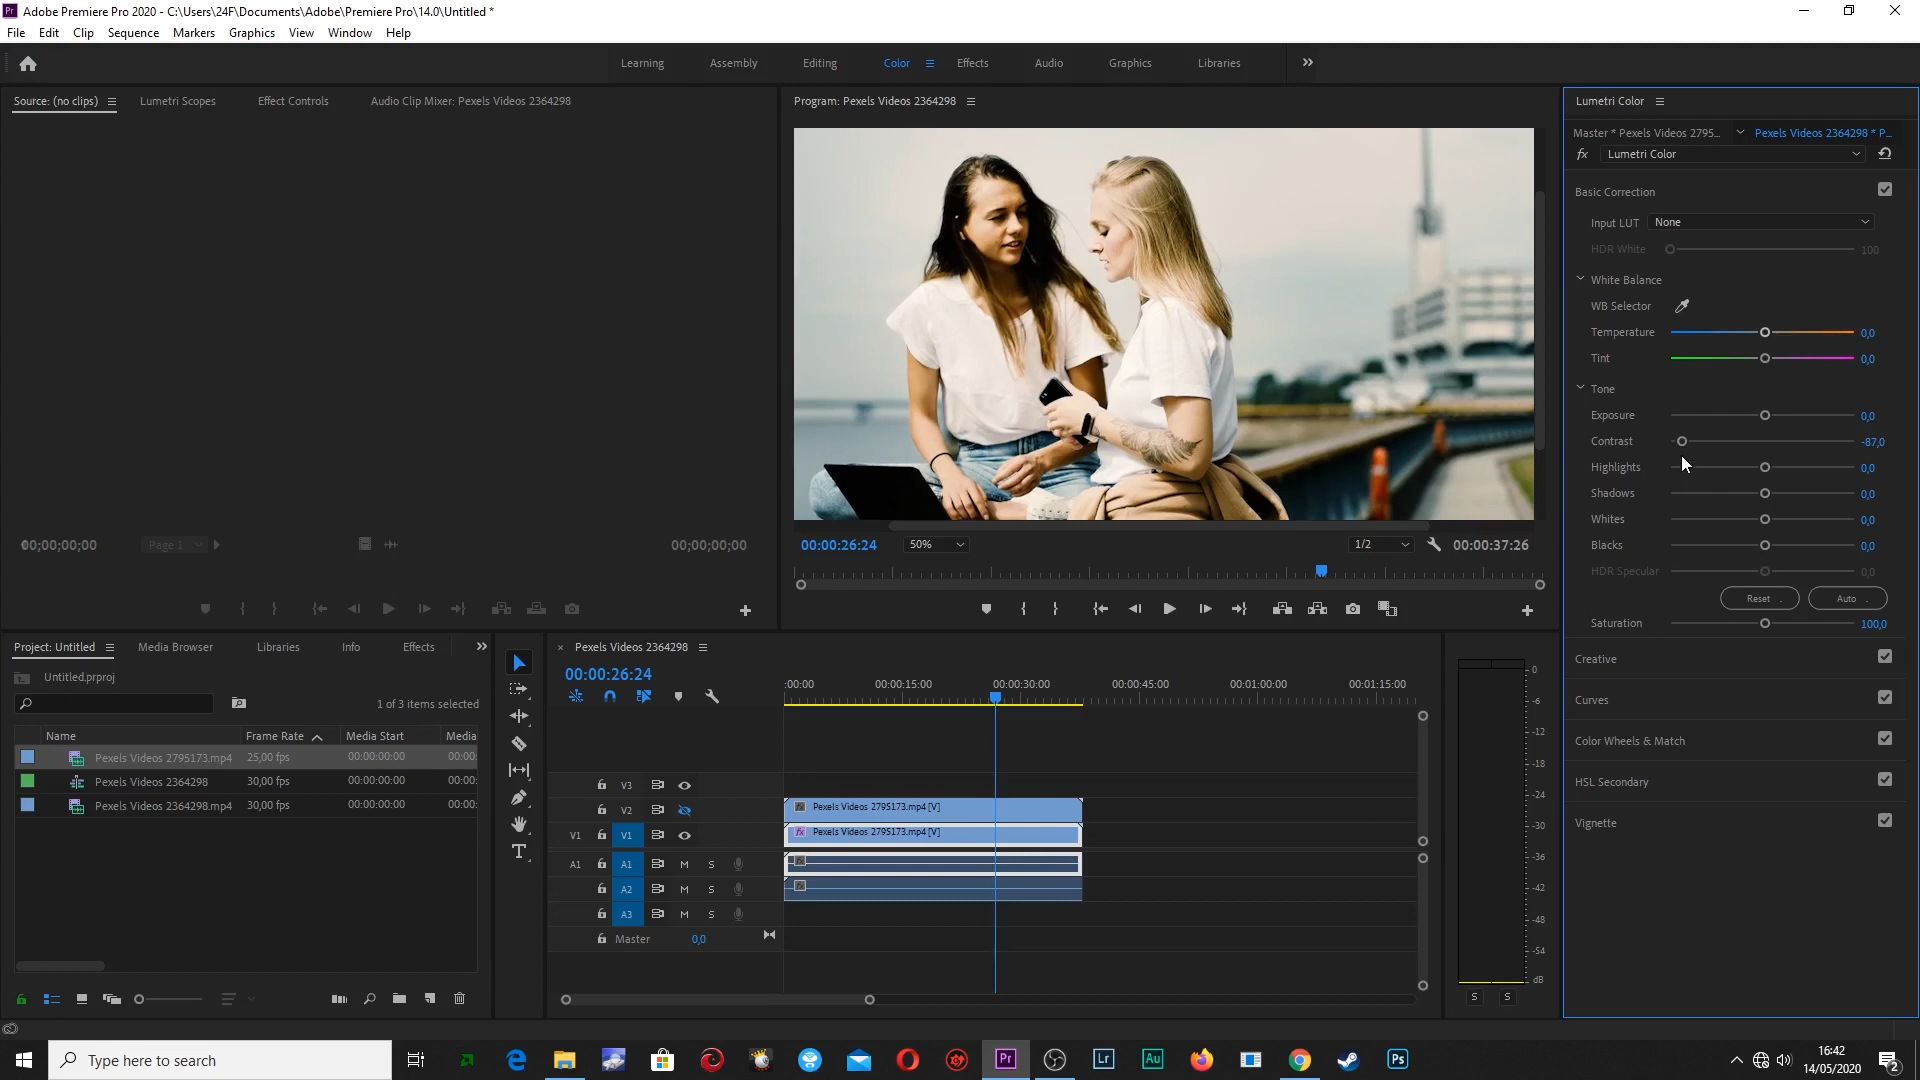 Pr Adobe Premiere Pro 2020 - C:\Users\24F\Documents\Adobe\Premiere Pro\14.0\Untitled *
File Edit Clip Sequence Markers Graphics View Window Help
Learning Assembly Editing Color Effects Audio Graphics Libraries
Source: (no clips) Lumetri Scopes Effect Controls Audio Clip Mixer: Pexels Videos 2364298
Program: Pexels Videos 2364298
Lumetri Color
Master * Pexels Videos 2795... Pexels Videos 2364298 * P...
fx Lumetri Color
Basic Correction
Input LUT None
HDR White 100
White Balance
WB Selector
Temperature 0,0
Tint 0,0
Tone
Exposure 0,0
Contrast -87,0
Highlights 0,0
Shadows 0,0
Whites 0,0
Blacks 0,0
HDR Specular 0,0
Reset Auto
Saturation 100,0
Creative
Curves
Color Wheels & Match
HSL Secondary
Vignette
00;00;00;00 Page 1 00;00;00;00
00:00:26:24 50% 1/2 00:00:37:26
Project: Untitled Media Browser Libraries Info Effects
Untitled.prproj
1 of 3 items selected
Name Frame Rate Media Start Media
Pexels Videos 2795173.mp4 25,00 fps 00:00:00:00 00:00:
Pexels Videos 2364298 30,00 fps 00:00:00:00 00:00:
Pexels Videos 2364298.mp4 30,00 fps 00:00:00:00 00:00:
× Pexels Videos 2364298
00:00:26:24
:00:00 00:00:15:00 00:00:30:00 00:00:45:00 00:01:00:00 00:01:15:00
V3
V2 fx Pexels Videos 2795173.mp4 [V]
V1 V1 fx Pexels Videos 2795173.mp4 [V]
A1 A1 M S fx
A2 M S fx
A3 M S
Master 0,0
0
-6
-12
-18
-24
-30
-36
-42
-48
-54
dB
S S
T
Type here to search
Pr Lr Au Ps
16:42
14/05/2020
2